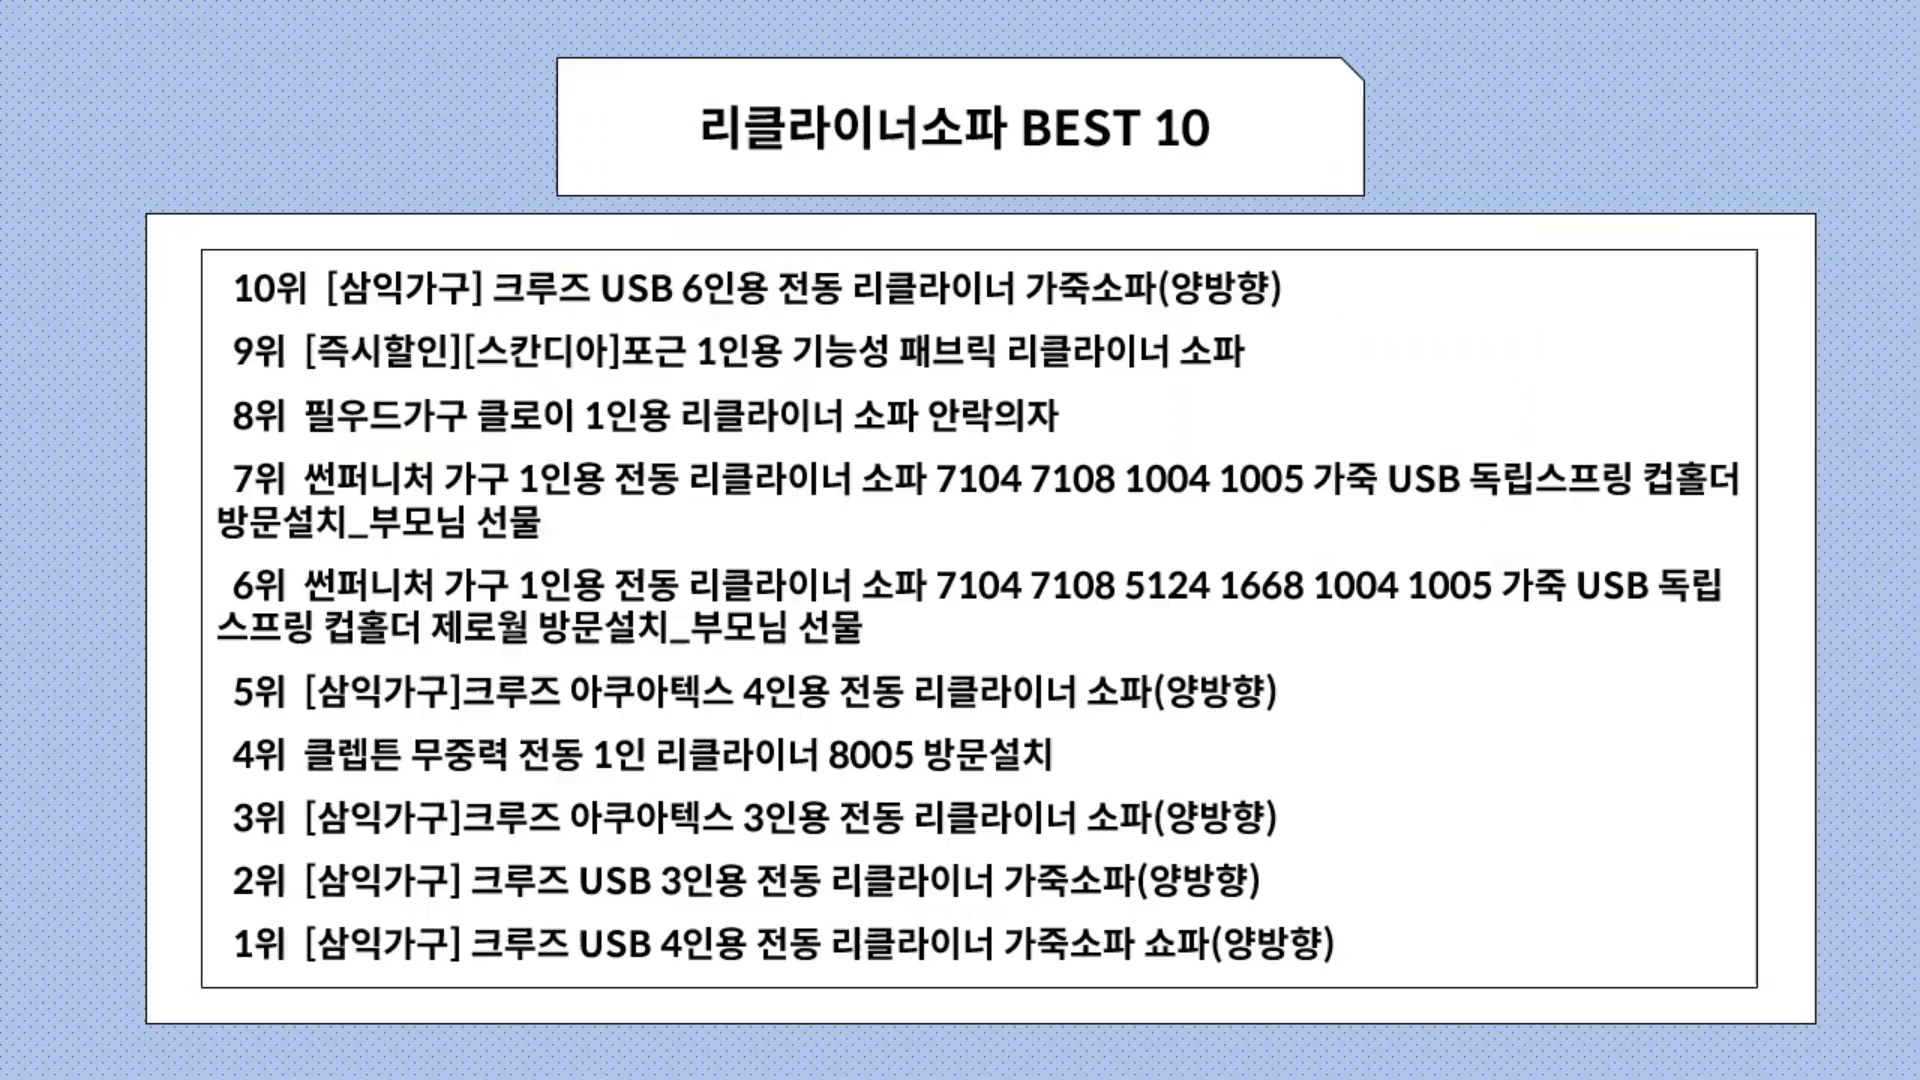 리클라이너소파 BEST 10
10위 [삼익가구] 크루즈 USB 6인용 전동 리클라이너 가죽소파(양방향)
9위 [즉시할인][스칸디아]포근 1인용 기능성 패브릭 리클라이너 소파
8위 필우드가구 클로이 1인용 리클라이너 소파 안락의자
7위 썬퍼니처 가구 1인용 전동 리클라이너 소파 7104 7108 1004 1005 가죽 USB 독립스프링 컵홀더
방문설치_부모님 선물
6위 썬퍼니처 가구 1인용 전동 리클라이너 소파 7104 7108 5124 1668 1004 1005 가죽 USB 독립
스프링 컵홀더 제로월 방문설치_부모님 선물
5위 [삼익가구]크루즈 아쿠아텍스 4인용 전동 리클라이너 소파(양방향)
4위 클렙튼 무중력 전동 1인 리클라이너 8005 방문설치
3위 [삼익가구]크루즈 아쿠아텍스 3인용 전동 리클라이너 소파(양방향)
2위 [삼익가구] 크루즈 USB 3인용 전동 리클라이너 가죽소파(양방향)
1위 [삼익가구] 크루즈 USB 4인용 전동 리클라이너 가죽소파 쇼파(양방향)